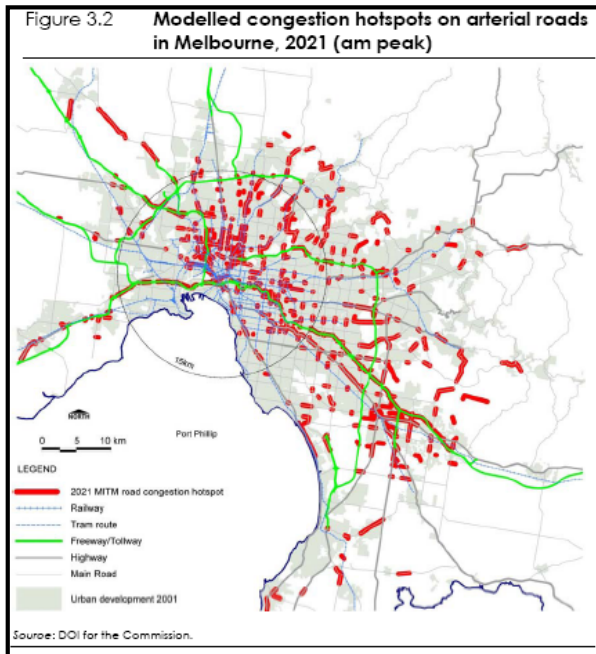 Figure 3.2 Modelled congestion hotspots on arterial roads
in Melbourne, 2021 (am peak)
15km
NORTH
0 5 10 km
Port Phillip
LEGEND
2021 MITM road congestion hotspot
Railway
Tram route
Freeway/Tollway
Highway
Main Road
Urban development 2001
Source: DOI for the Commission.